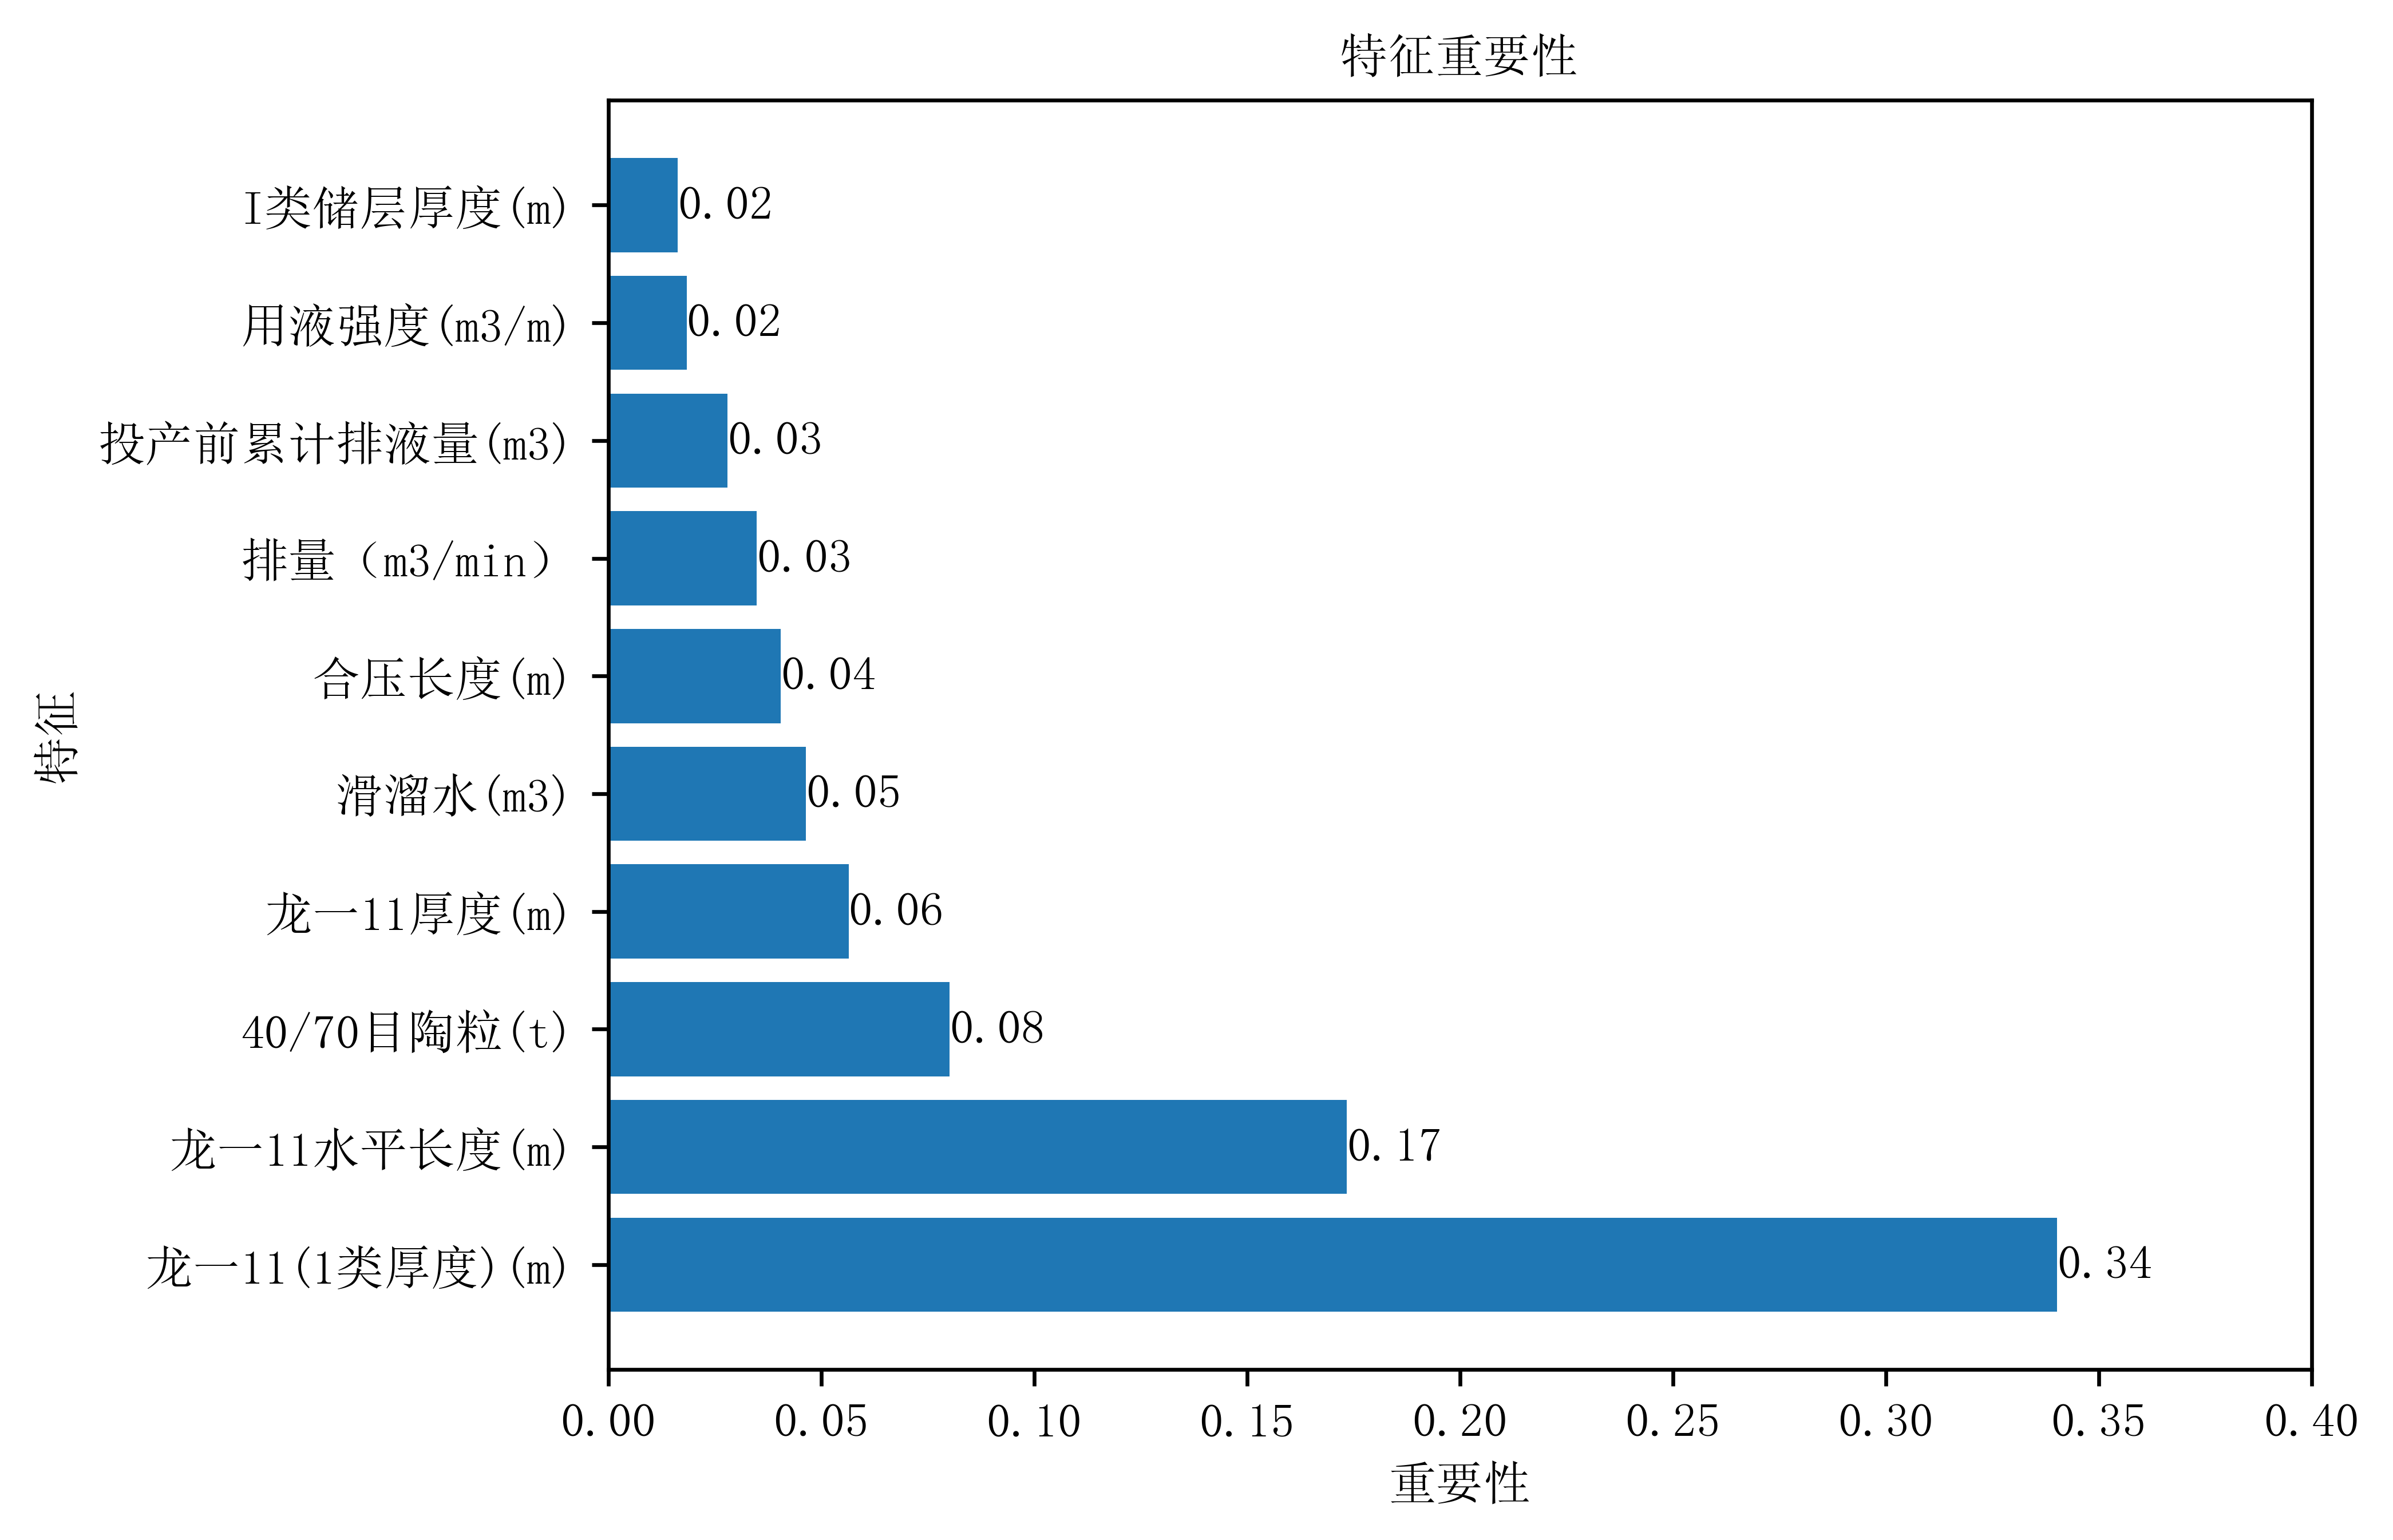 特征重要性
I类储层厚度(m)
0.02
用液强度(m3/m)
0.02
投产前累计排液量(m3)
0.03
排量（m3/min）
0.03
合压长度(m)
0.04
滑溜水(m3)
0.05
龙一11厚度(m)
0.06
40/70目陶粒(t)
0.08
龙一11水平长度(m)
0.17
龙一11(1类厚度)(m)
0.34
特征
0.00 0.05 0.10 0.15 0.20 0.25 0.30 0.35 0.40
重要性